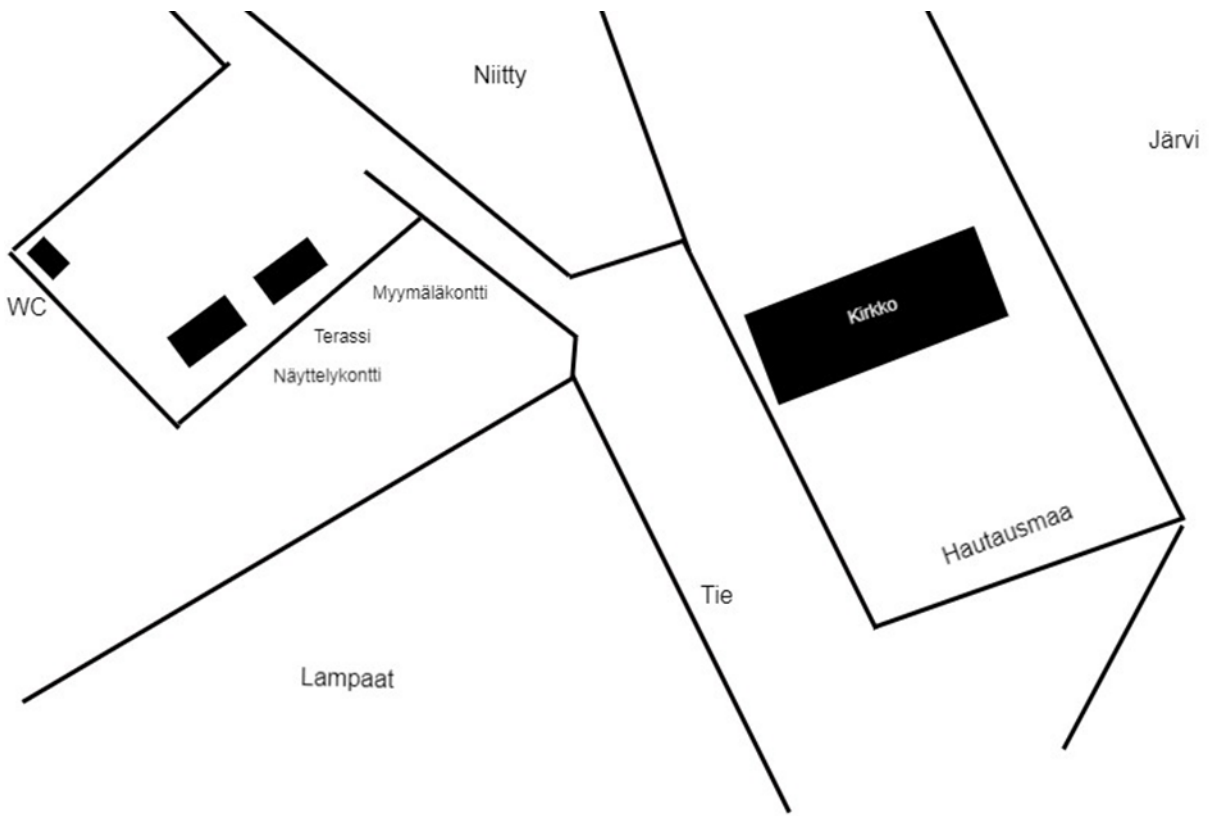 Niitty
Järvi
WC
Myymäläkontti
Kirkko
Terassi
Näyttelykontti
Hautausmaa
Tie
Lampaat